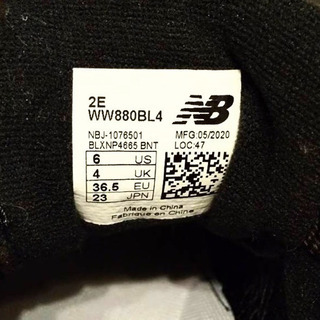 2E
WW880BL4
NB
NBJ-1076501
BLXNP4665 BNT
MFG:05/2020
LOC:47
6 US
4 UK
36.5 EU
23 JPN
Made in China
Fabriqué en Chine